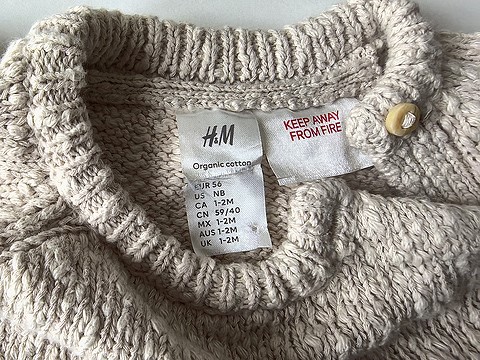 H&M
Organic cotton
EUR 56
US NB
CA 1-2M
CN 59/40
MX 1-2M
AUS 1-2M
UK 1-2M
KEEP AWAY
FROM FIRE